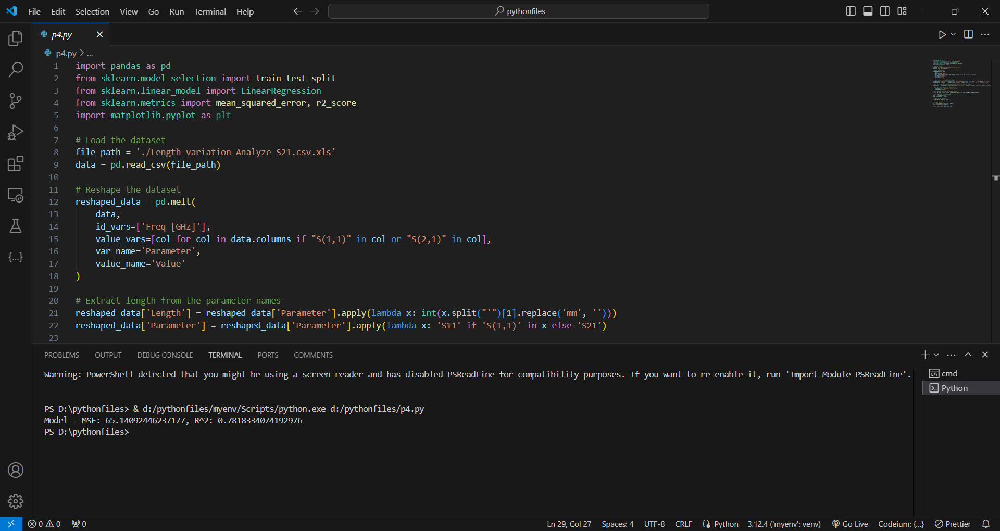 File Edit Selection View Go Run Terminal Help
pythonfiles
p4.py
p4.py > ...
1 import pandas as pd
2 from sklearn.model_selection import train_test_split
3 from sklearn.linear_model import LinearRegression
4 from sklearn.metrics import mean_squared_error, r2_score
5 import matplotlib.pyplot as plt
6
7 # Load the dataset
8 file_path = './Length_variation_Analyze_S21.csv.xls'
9 data = pd.read_csv(file_path)
10
11 # Reshape the dataset
12 reshaped_data = pd.melt(
13     data,
14     id_vars=['Freq [GHz]'],
15     value_vars=[col for col in data.columns if "S(1,1)" in col or "S(2,1)" in col],
16     var_name='Parameter',
17     value_name='Value'
18 )
19
20 # Extract length from the parameter names
21 reshaped_data['Length'] = reshaped_data['Parameter'].apply(lambda x: int(x.split("'")[1].replace('mm', '')))
22 reshaped_data['Parameter'] = reshaped_data['Parameter'].apply(lambda x: 'S11' if 'S(1,1)' in x else 'S21')
23
PROBLEMS OUTPUT DEBUG CONSOLE TERMINAL PORTS COMMENTS
Warning: PowerShell detected that you might be using a screen reader and has disabled PSReadLine for compatibility purposes. If you want to re-enable it, run 'Import-Module PSReadLine'.
PS D:\pythonfiles> & d:/pythonfiles/myenv/Scripts/python.exe d:/pythonfiles/p4.py
Model - MSE: 65.14092446237177, R^2: 0.7818334074192976
PS D:\pythonfiles>
cmd
Python
0 0 0 Ln 29, Col 27 Spaces: 4 UTF-8 CRLF Python 3.12.4 ('myenv': venv) Go Live Codeium: {...} Prettier